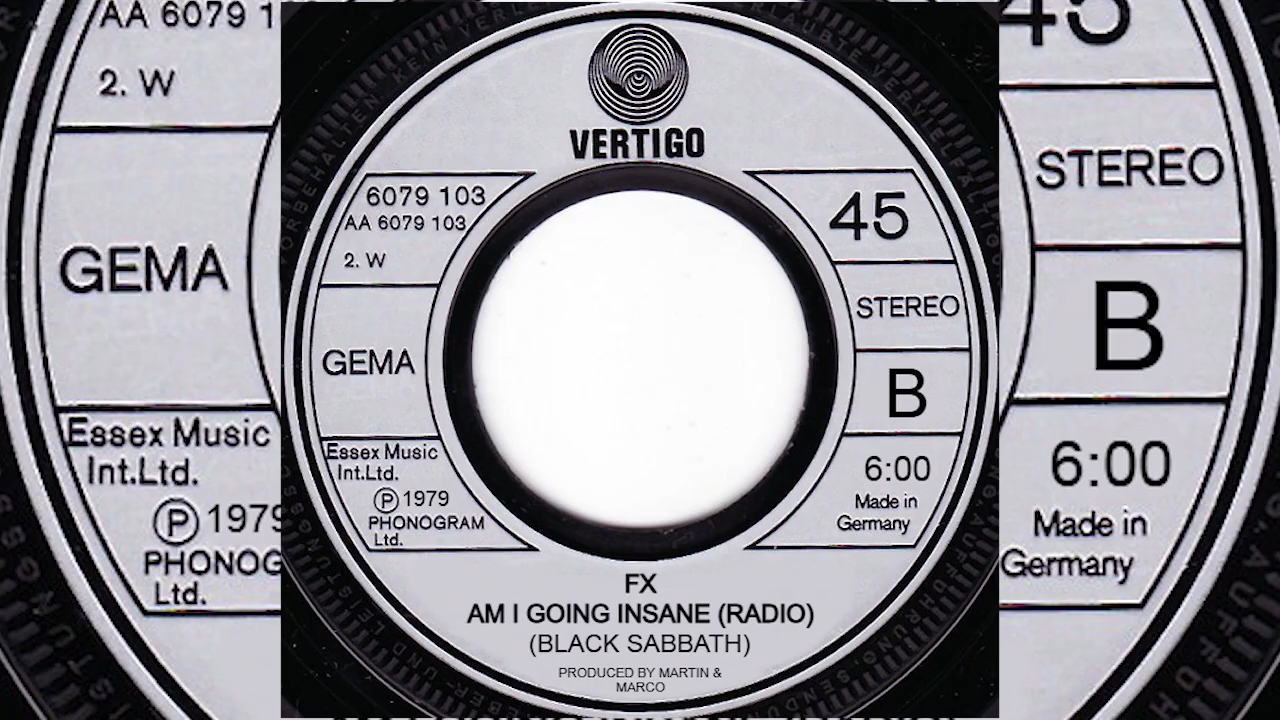 AA 6079 1
2. W
GEMA
Essex Music
Int.Ltd.
Ⓟ 1979
PHONOG
Ltd.
VERTIGO
6079 103
AA 6079 103
2. W
GEMA
Essex Music
Int.Ltd.
Ⓟ 1979
PHONOGRAM
Ltd.
45
STEREO
B
6:00
Made in
Germany
FX
AM I GOING INSANE (RADIO)
(BLACK SABBATH)
PRODUCED BY MARTIN &
MARCO
45
STEREO
B
6:00
Made in
Germany